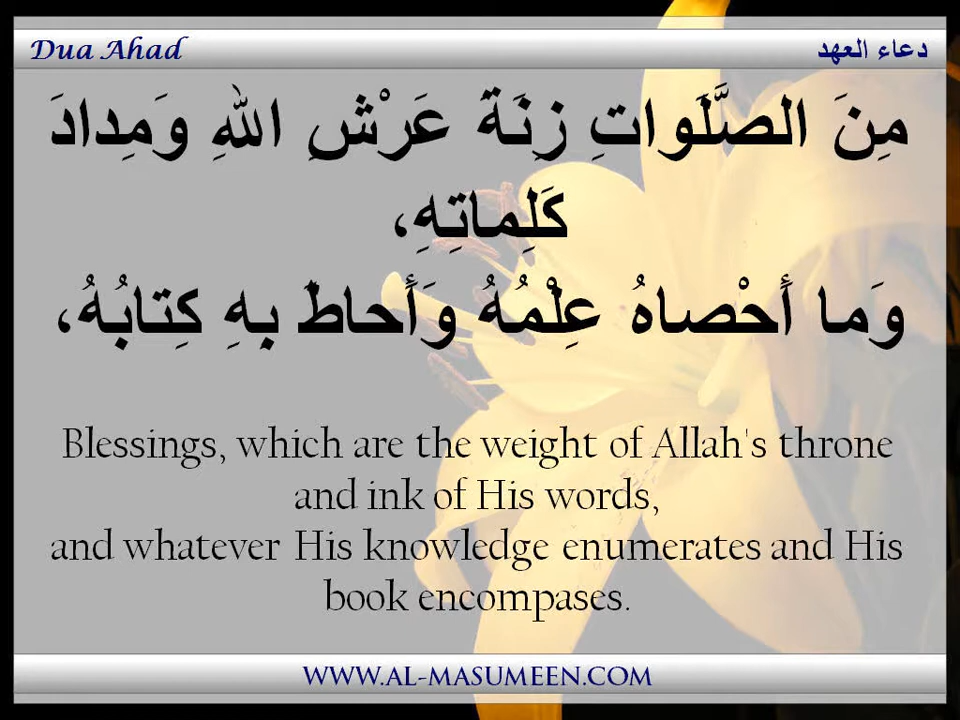 Dua Ahad
دعاء العهد
مِنَ الصَّلَواتِ زِنَةَ عَرْشِ اللهِ وَمِدادَ
كَلِماتِهِ،
وَما أَحْصاهُ عِلْمُهُ وَأَحاطَ بِهِ كِتابُهُ،
Blessings, which are the weight of Allah's throne
and ink of His words,
and whatever His knowledge enumerates and His
book encompases.
WWW.AL-MASUMEEN.COM